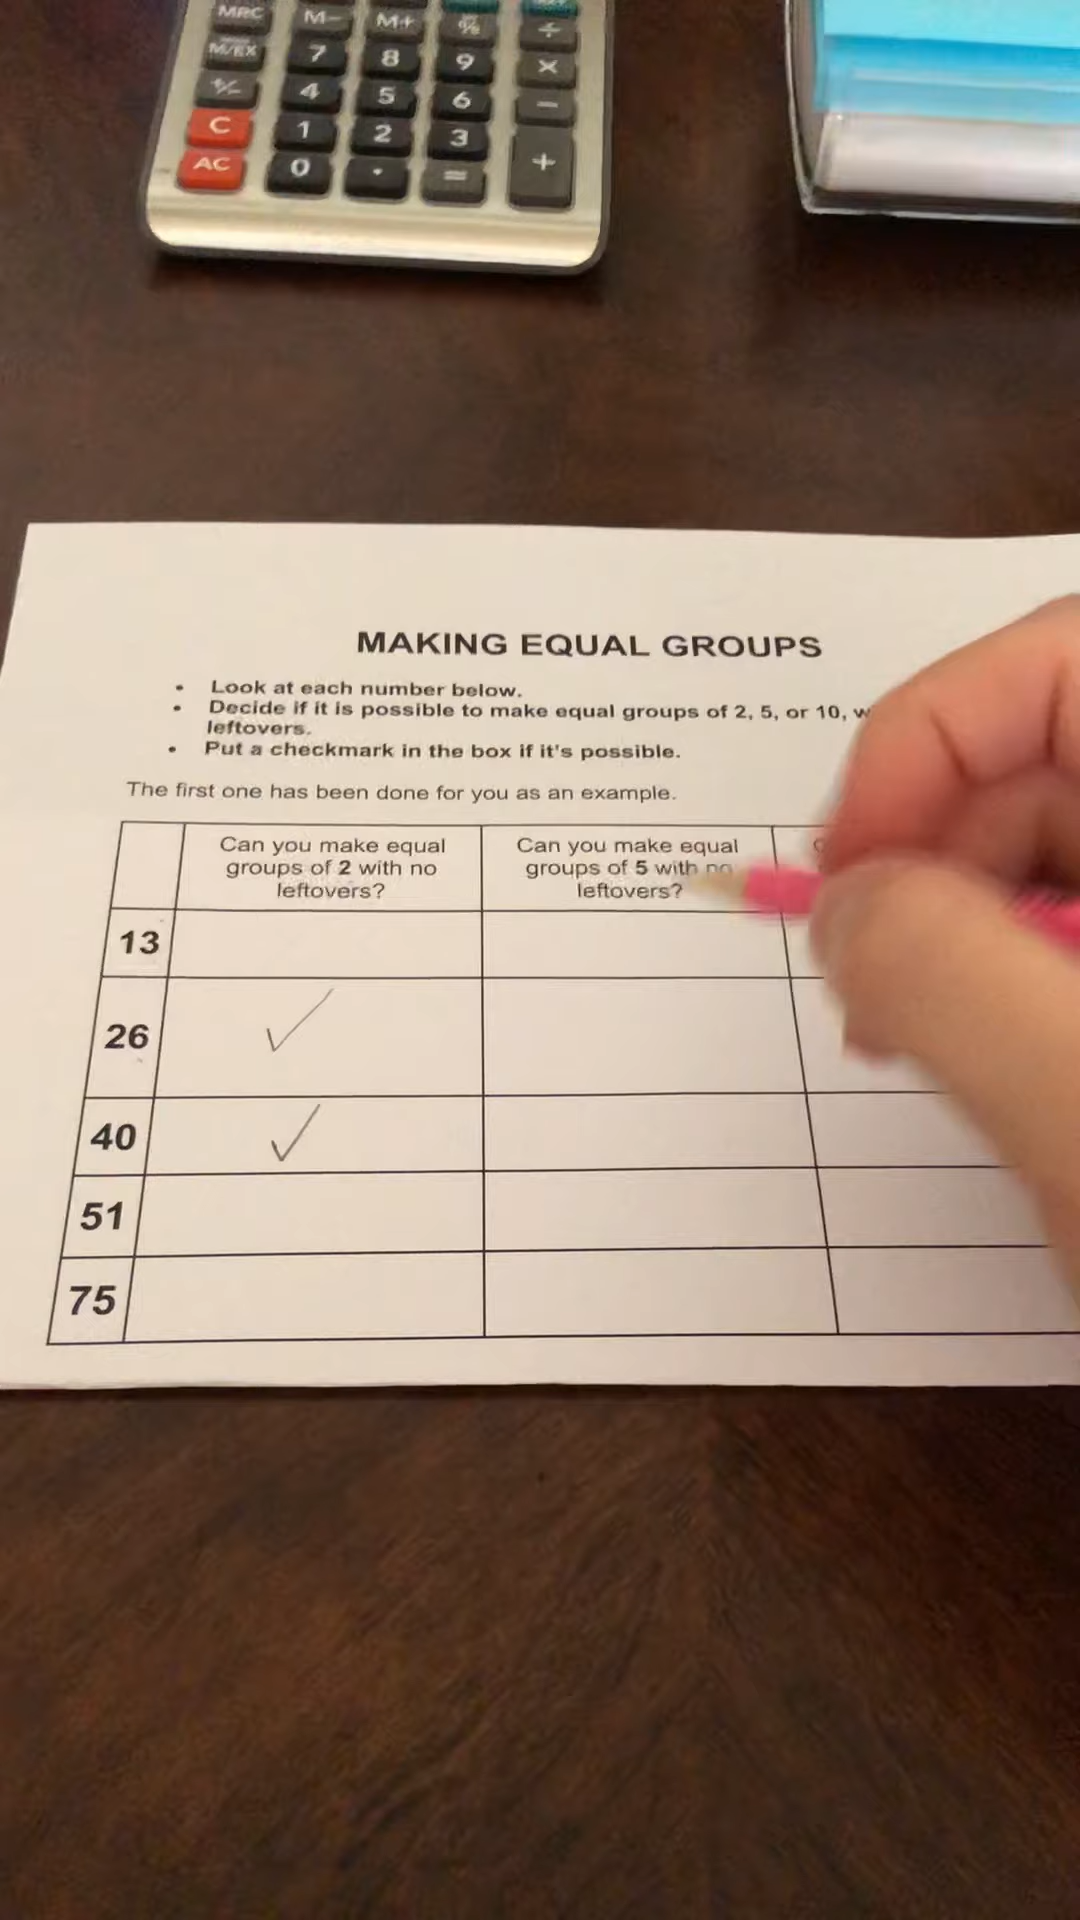 MRC M− M+ % ÷
M/EX 7 8 9 ×
+/− 4 5 6 −
C 1 2 3 +
AC 0 . =
MAKING EQUAL GROUPS
• Look at each number below.
• Decide if it is possible to make equal groups of 2, 5, or 10,
leftovers.
• Put a checkmark in the box if it's possible.
The first one has been done for you as an example.
Can you make equal
groups of 2 with no
leftovers?
Can you make equal
groups of 5 with no
leftovers?
13
26 ✓
40 ✓
51
75